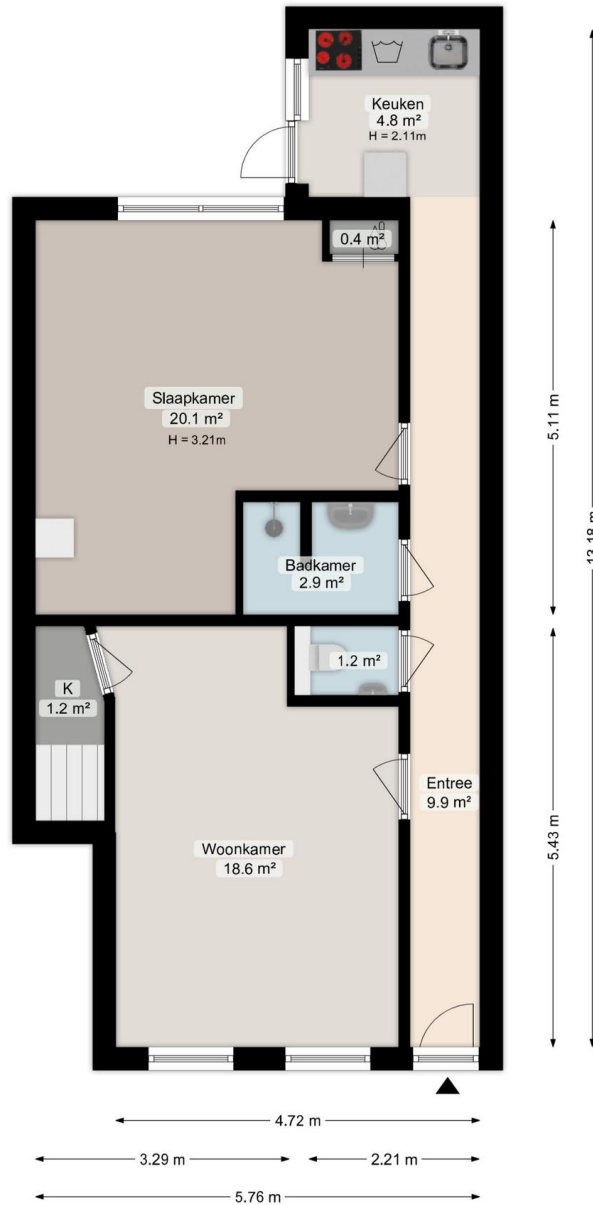 Keuken
4.8 m²
H = 2.11m
0.4 m²
Slaapkamer
20.1 m²
H = 3.21m
5.11 m
13.18 m
Badkamer
2.9 m²
1.2 m²
K
1.2 m²
Entree
9.9 m²
Woonkamer
18.6 m²
5.43 m
4.72 m
3.29 m
2.21 m
5.76 m